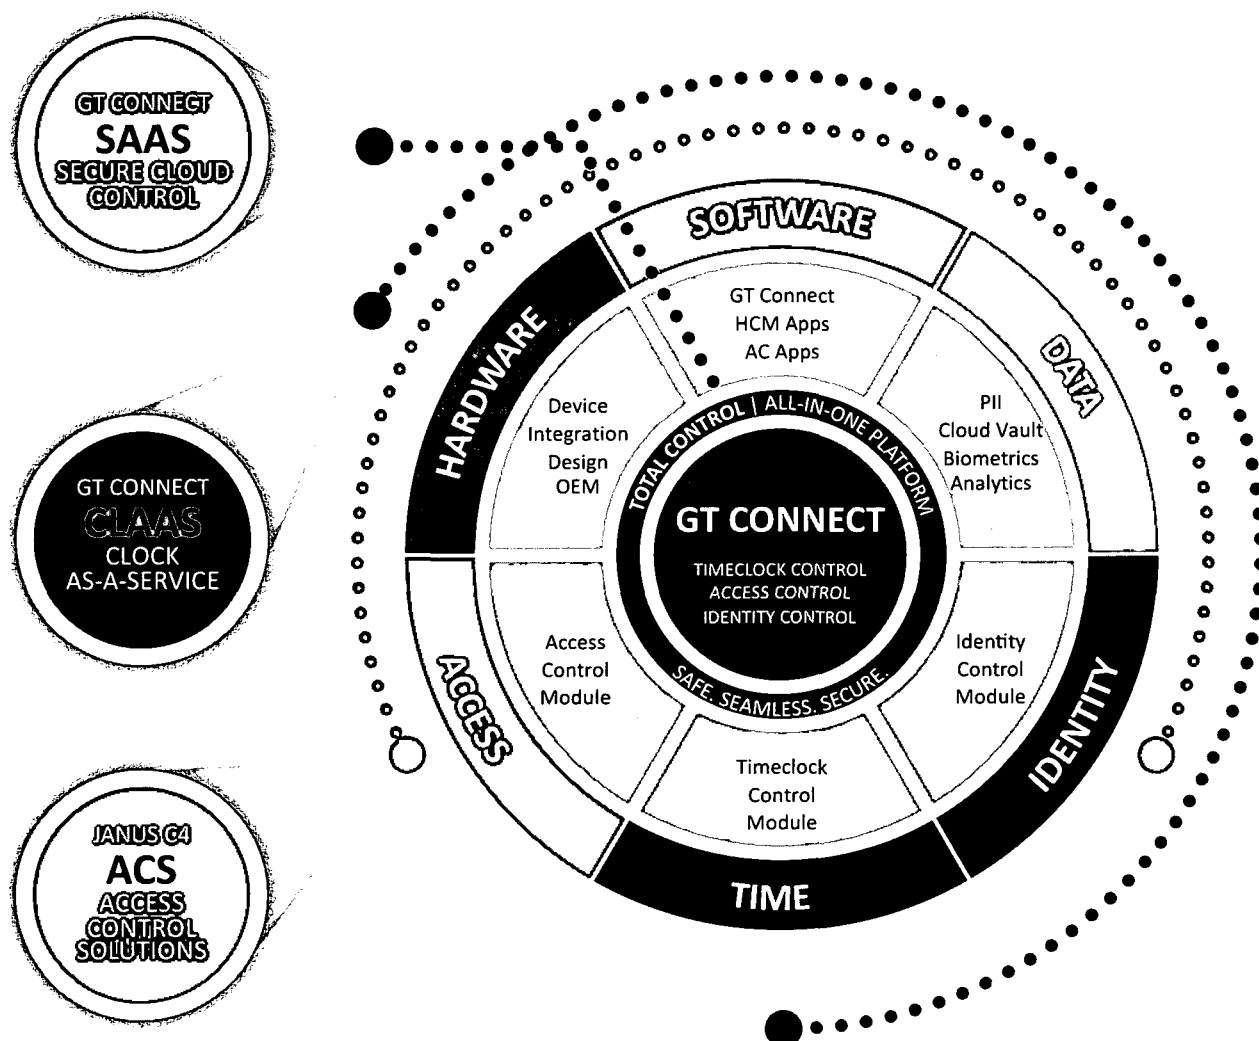 GT CONNECT
SAAS
SECURE CLOUD
CONTROL
GT CONNECT
CLAAS
CLOCK
AS-A-SERVICE
JANUS C4
ACS
ACCESS
CONTROL
SOLUTIONS
SOFTWARE
GT Connect
HCM Apps
AC Apps
HARDWARE
Device
Integration
Design
OEM
DATA
PII
Cloud Vault
Biometrics
Analytics
TOTAL CONTROL | ALL-IN-ONE PLATFORM
GT CONNECT
TIMECLOCK CONTROL
ACCESS CONTROL
IDENTITY CONTROL
SAFE. SEAMLESS. SECURE.
ACCESS
Access
Control
Module
IDENTITY
Identity
Control
Module
Timeclock
Control
Module
TIME